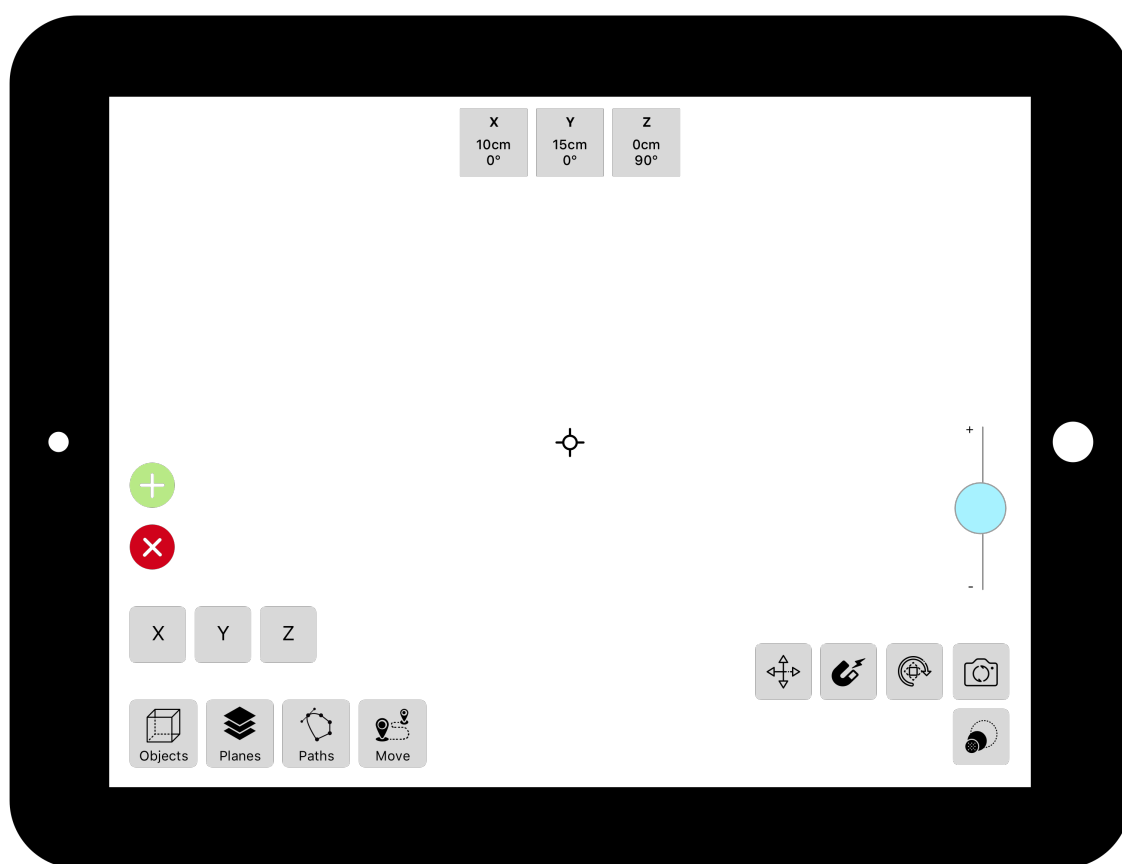 X Y Z
10cm 15cm 0cm
0° 0° 90°
+
-
X Y Z
Objects Planes Paths Move